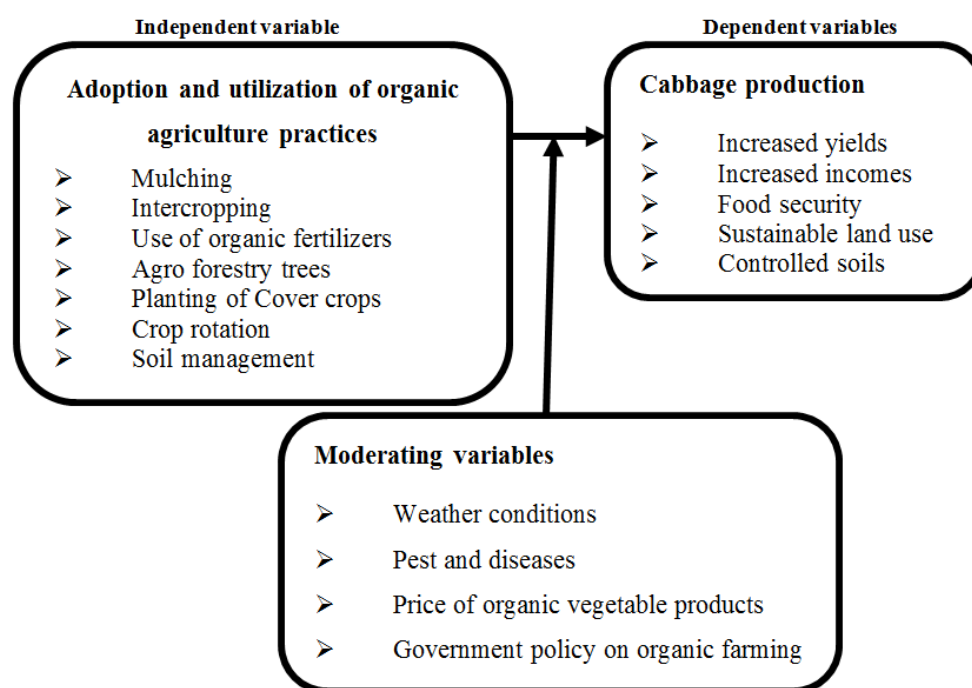 Independent variable
Adoption and utilization of organic
agriculture practices
➢ Mulching
➢ Intercropping
➢ Use of organic fertilizers
➢ Agro forestry trees
➢ Planting of Cover crops
➢ Crop rotation
➢ Soil management
Dependent variables
Cabbage production
➢ Increased yields
➢ Increased incomes
➢ Food security
➢ Sustainable land use
➢ Controlled soils
Moderating variables
➢ Weather conditions
➢ Pest and diseases
➢ Price of organic vegetable products
➢ Government policy on organic farming